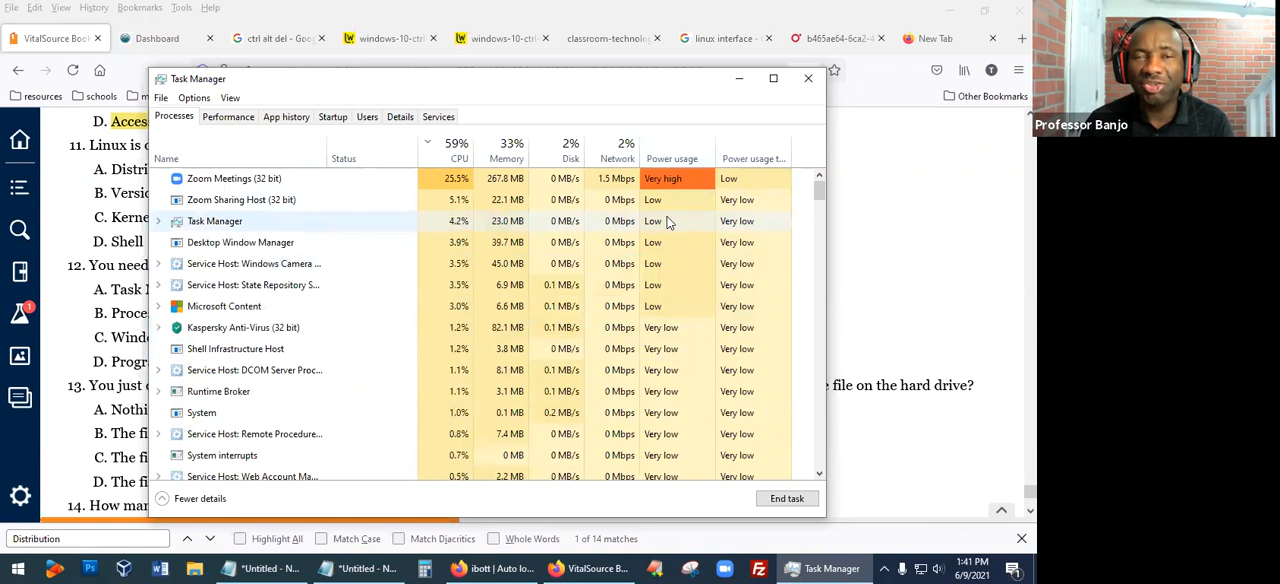 File Edit View History Bookmarks Tools Help
VitalSource Book Dashboard ctrl alt del - Goo windows-10-ctrl windows-10-ctrl classroom-technolog linux interface - b465ae64-6ca2-4 New Tab
resources schools m Other Bookmarks
Professor Banjo
Task Manager
File Options View
Processes Performance App history Startup Users Details Services
59% 33% 2% 2%
Name Status CPU Memory Disk Network Power usage Power usage t...
Zoom Meetings (32 bit) 25.5% 267.8 MB 0 MB/s 1.5 Mbps Very high Low
Zoom Sharing Host (32 bit) 5.1% 22.1 MB 0 MB/s 0 Mbps Low Very low
Task Manager 4.2% 23.0 MB 0 MB/s 0 Mbps Low Very low
Desktop Window Manager 3.9% 39.7 MB 0 MB/s 0 Mbps Low Very low
Service Host: Windows Camera ... 3.5% 45.0 MB 0 MB/s 0 Mbps Low Very low
Service Host: State Repository S... 3.5% 6.9 MB 0.1 MB/s 0 Mbps Low Very low
Microsoft Content 3.0% 6.6 MB 0.1 MB/s 0 Mbps Low Very low
Kaspersky Anti-Virus (32 bit) 1.2% 82.1 MB 0.1 MB/s 0 Mbps Very low Very low
Shell Infrastructure Host 1.2% 3.8 MB 0 MB/s 0 Mbps Very low Very low
Service Host: DCOM Server Proc... 1.1% 8.1 MB 0.1 MB/s 0 Mbps Very low Very low
Runtime Broker 1.1% 3.1 MB 0.1 MB/s 0 Mbps Very low Very low
System 1.0% 0.1 MB 0.2 MB/s 0 Mbps Very low Very low
Service Host: Remote Procedure... 0.8% 7.4 MB 0 MB/s 0 Mbps Very low Very low
System interrupts 0.7% 0 MB 0 MB/s 0 Mbps Very low Very low
Service Host: Web Account Ma... 0.5% 2.2 MB 0 MB/s 0 Mbps Very low Very low
Fewer details End task
D. Acces
11. Linux is
A. Distri
B. Versio
C. Kerne
D. Shell
12. You need
A. Task M
B. Proce
C. Windo
D. Progra
13. You just file on the hard drive?
A. Nothi
B. The fi
C. The fi
D. The fi
14. How man
Distribution Highlight All Match Case Match Diacritics Whole Words 1 of 14 matches
*Untitled - N... *Untitled - N... ibott | Auto lo... VitalSource B... Task Manager 1:41 PM
6/9/2021